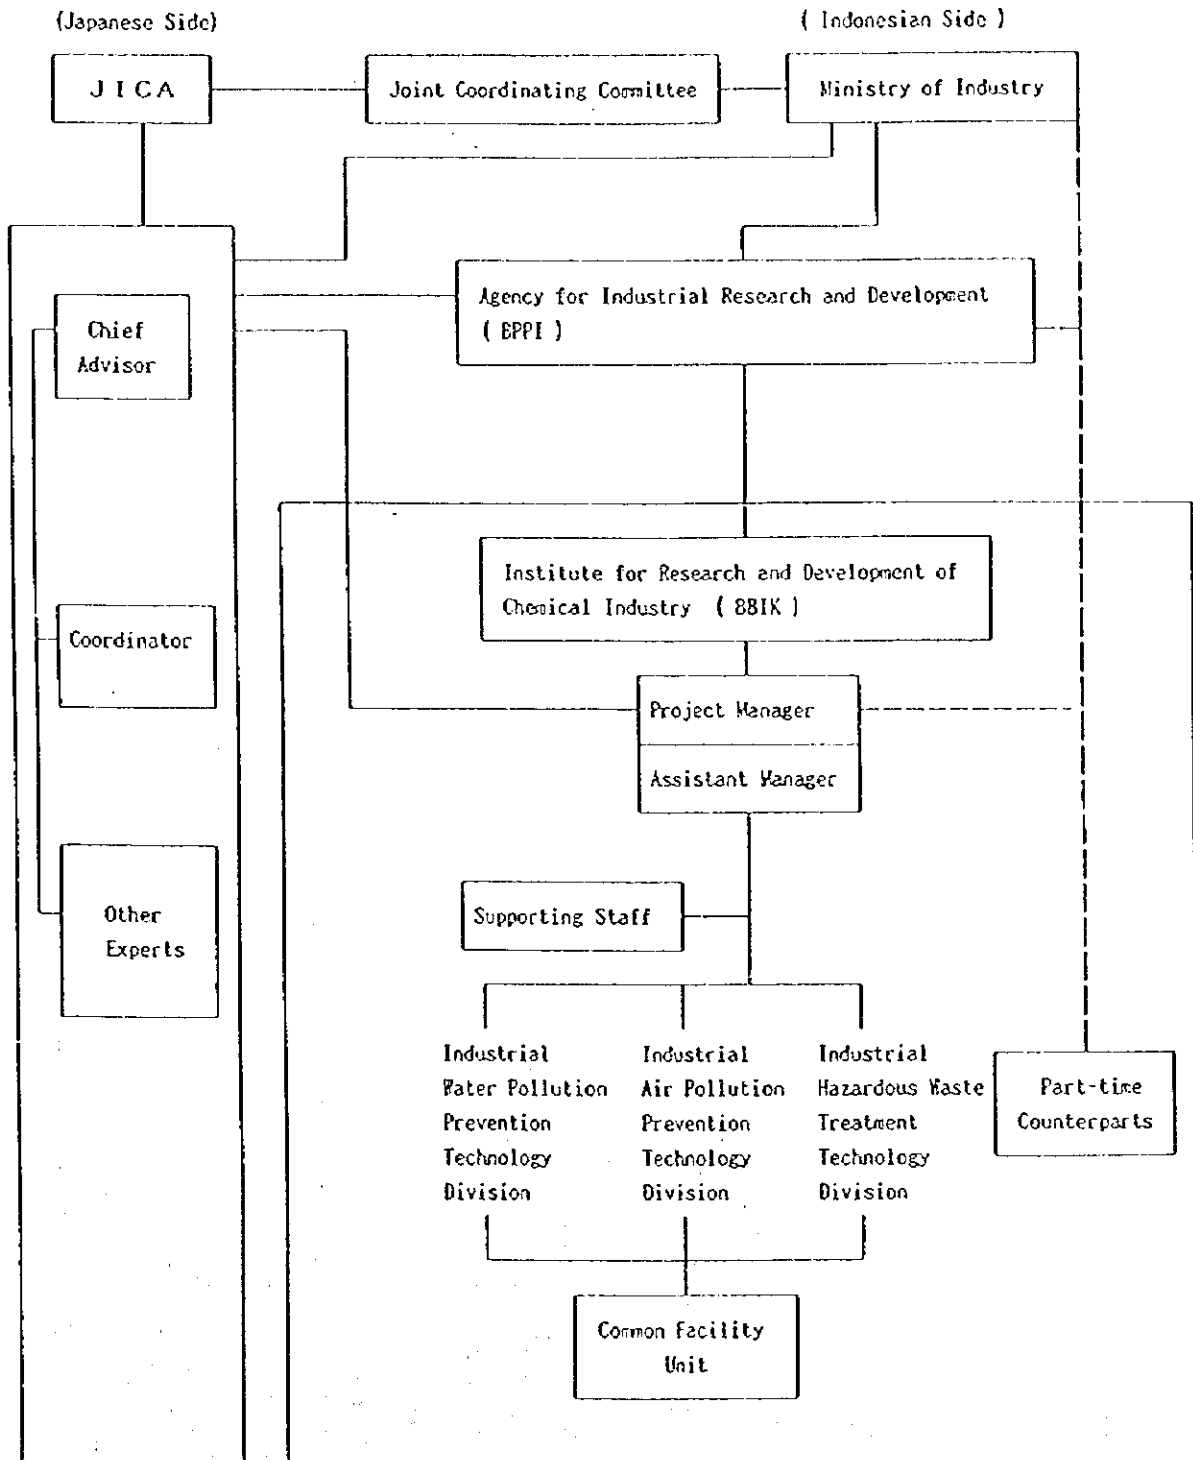 (Japanese Side)
( Indonesian Side )
JICA
Joint Coordinating Committee
Ministry of Industry
Agency for Industrial Research and Development
( BPPI )
Chief
Advisor
Institute for Research and Development of
Chemical Industry ( BBIK )
Coordinator
Project Manager
Assistant Manager
Other
Experts
Supporting Staff
Industrial
Water Pollution
Prevention
Technology
Division
Industrial
Air Pollution
Prevention
Technology
Division
Industrial
Hazardous Waste
Treatment
Technology
Division
Part-time
Counterparts
Common Facility
Unit